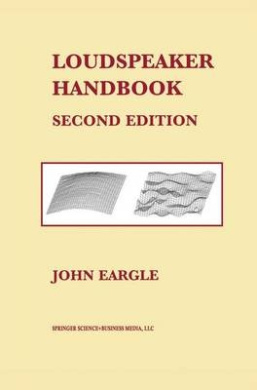 LOUDSPEAKER
HANDBOOK
SECOND EDITION
JOHN EARGLE
SPRINGER SCIENCE+BUSINESS MEDIA, LLC